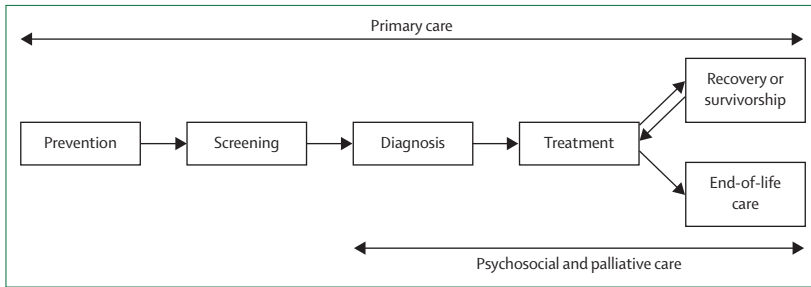 Primary care
Recovery or
survivorship
Prevention
Screening
Diagnosis
Treatment
End-of-life
care
Psychosocial and palliative care